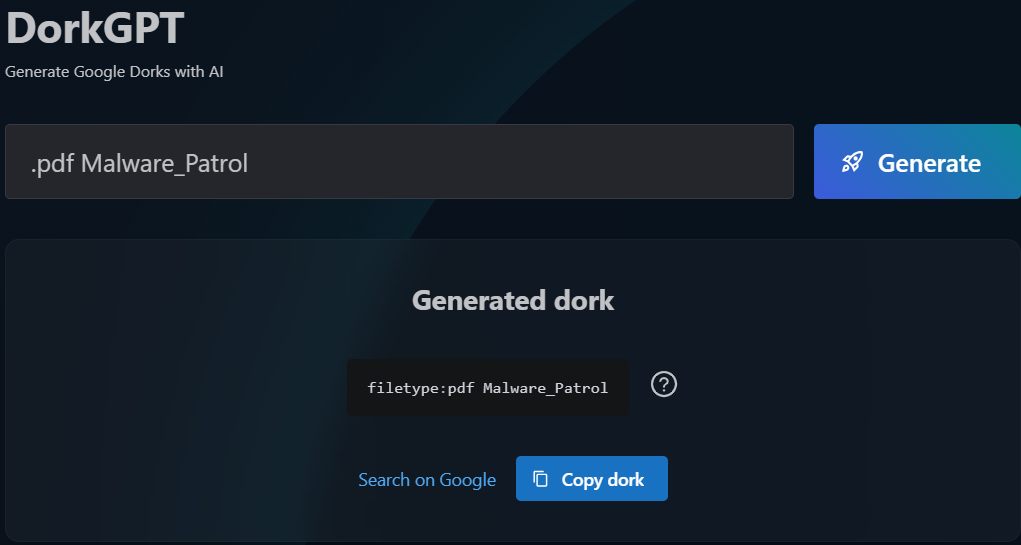 DorkGPT
Generate Google Dorks with AI
.pdf Malware_Patrol
Generate
Generated dork
filetype:pdf Malware_Patrol
?
Search on Google
Copy dork